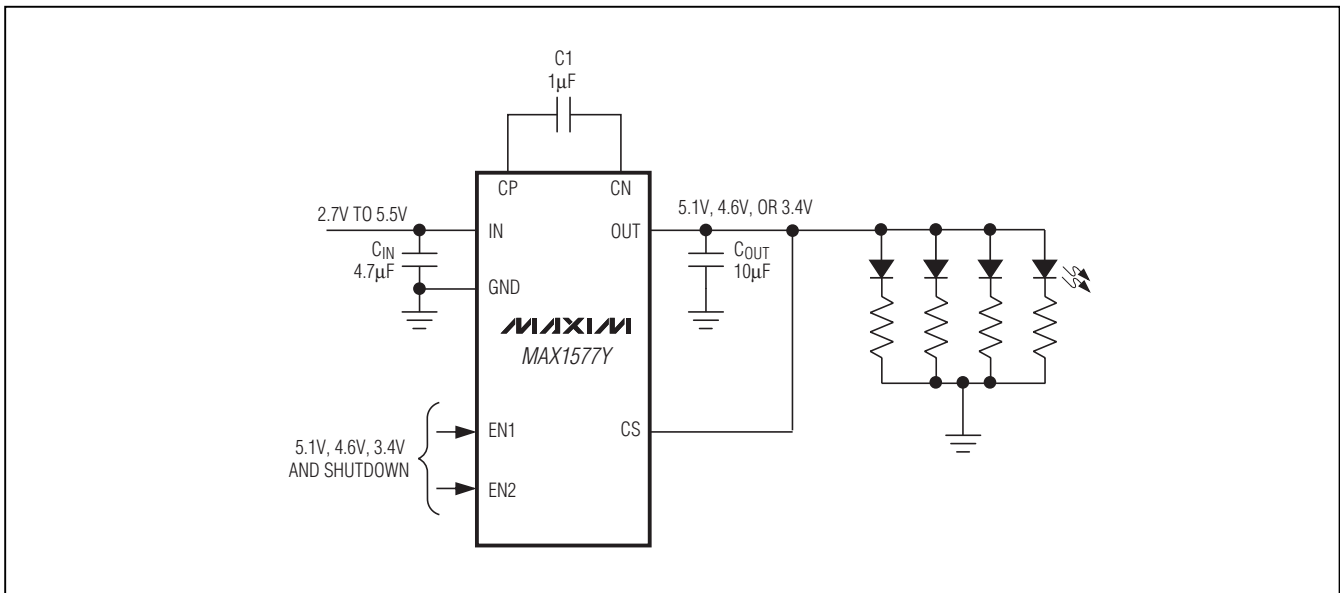 C1
1µF
CP
CN
2.7V TO 5.5V
IN
OUT
5.1V, 4.6V, OR 3.4V
CIN
4.7µF
COUT
10µF
GND
MAXIM
MAX1577Y
5.1V, 4.6V, 3.4V
AND SHUTDOWN
EN1
CS
EN2